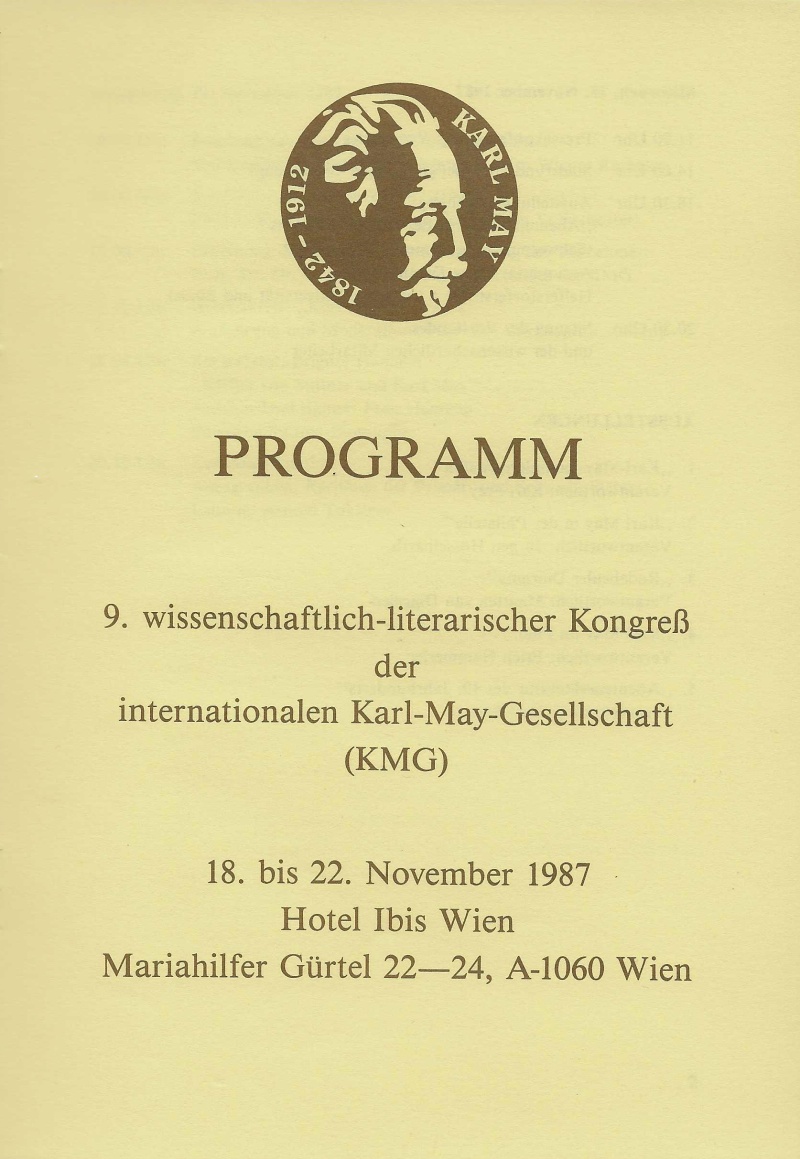 KARL MAY
1842 – 1912
PROGRAMM
9. wissenschaftlich-literarischer Kongreß
der
internationalen Karl-May-Gesellschaft
(KMG)
18. bis 22. November 1987
Hotel Ibis Wien
Mariahilfer Gürtel 22—24, A-1060 Wien